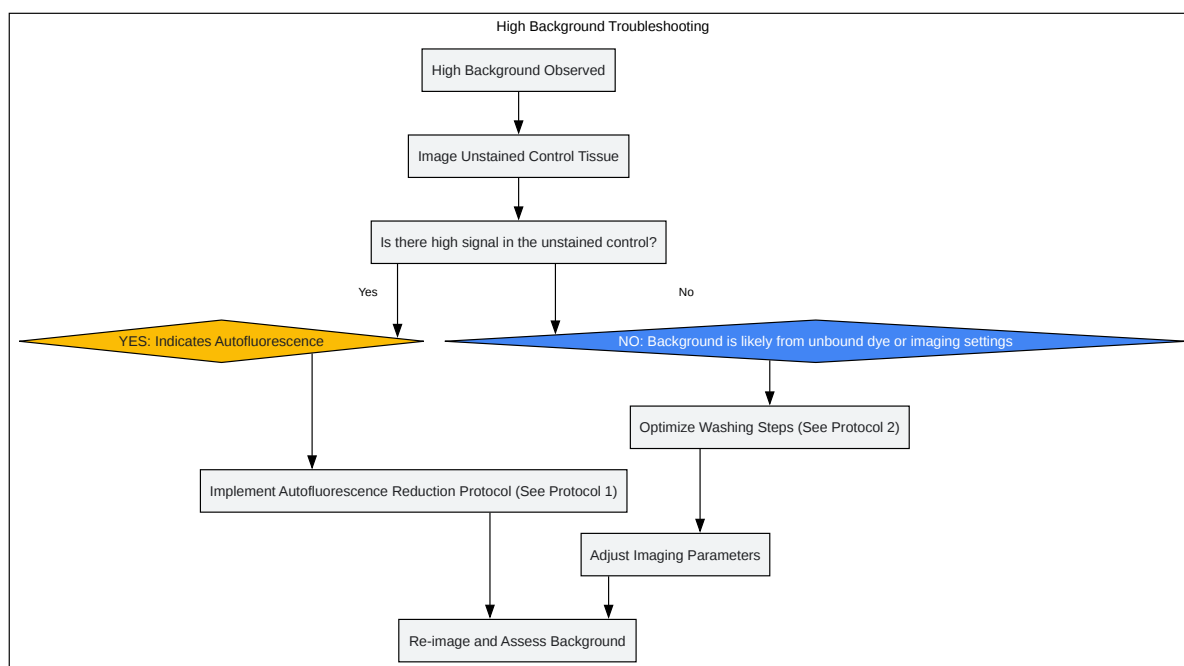 High Background Troubleshooting
High Background Observed
Image Unstained Control Tissue
Is there high signal in the unstained control?
Yes
No
YES: Indicates Autofluorescence
NO: Background is likely from unbound dye or imaging settings
Optimize Washing Steps (See Protocol 2)
Implement Autofluorescence Reduction Protocol (See Protocol 1)
Adjust Imaging Parameters
Re-image and Assess Background